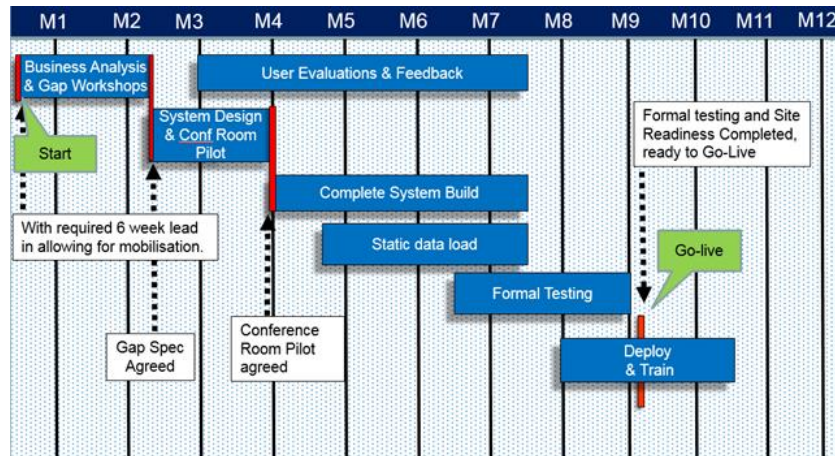 M1 M2 M3 M4 M5 M6 M7 M8 M9 M10 M11 M12
Business Analysis
& Gap Workshops
User Evaluations & Feedback
System Design
& Conf Room
Pilot
Formal testing and Site
Readiness Completed,
ready to Go-Live
Start
Complete System Build
With required 6 week lead
in allowing for mobilisation.
Static data load
Go-live
Formal Testing
Gap Spec
Agreed
Conference
Room Pilot
agreed
Deploy
& Train